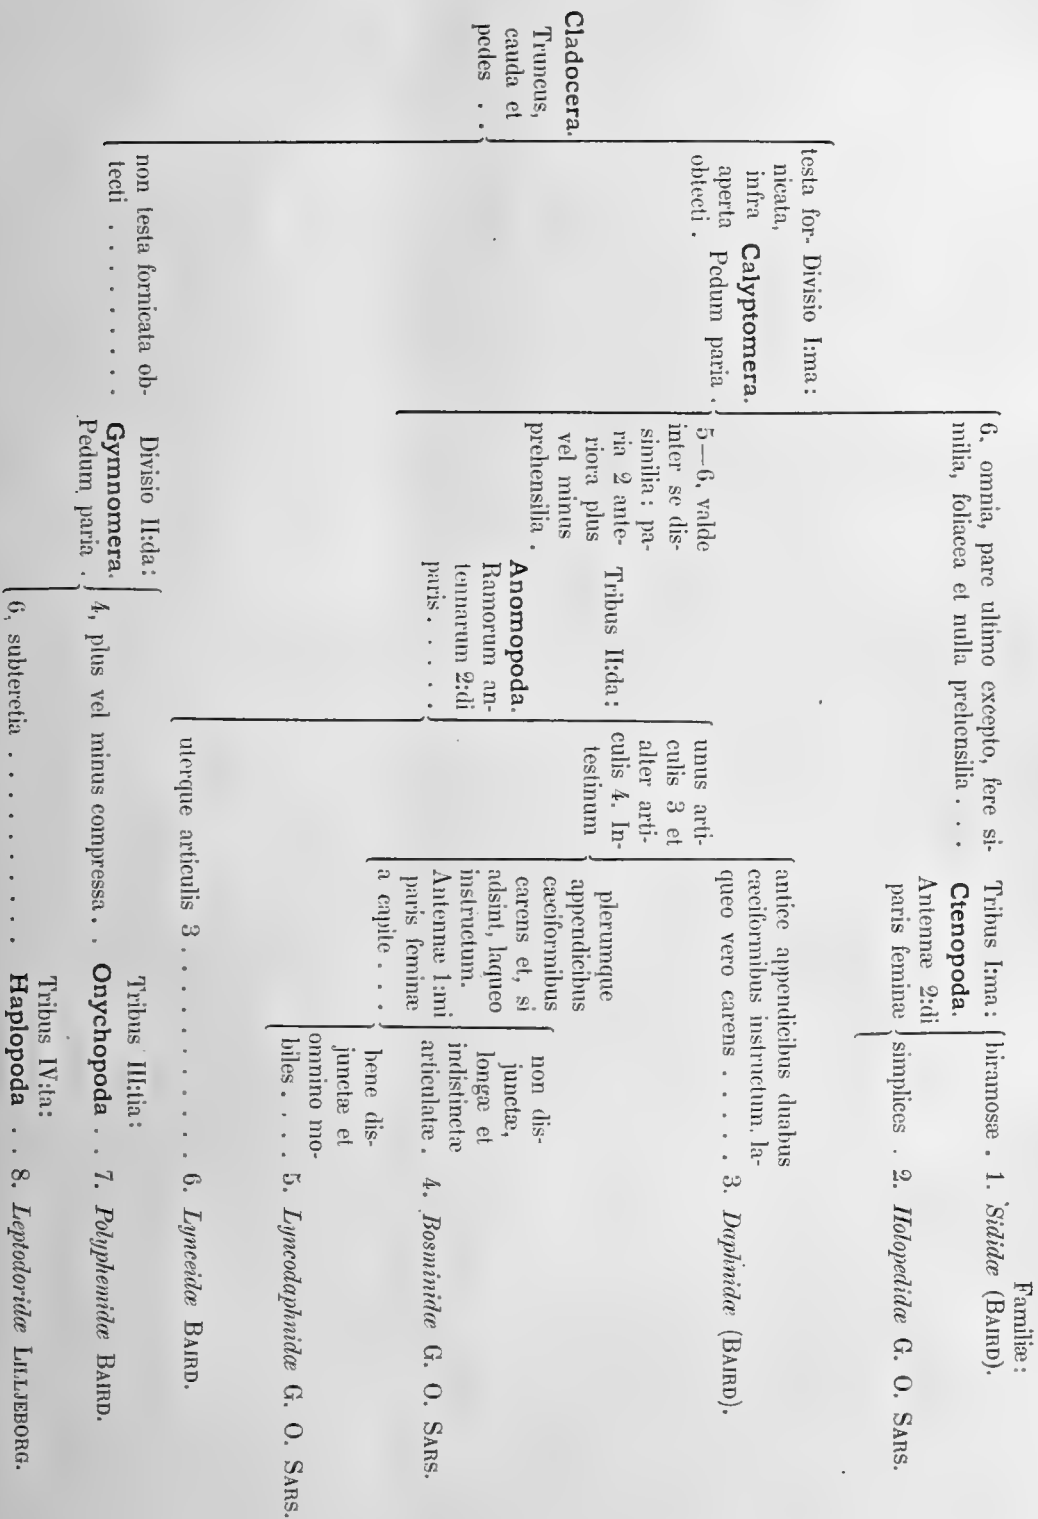 Familiæ:
Cladocera.
Truncus,
cauda et
pedes . .
testa for-
nicata,
infra
aperta
obtecti .
Divisio I:ma:
Calyptomera.
Pedum paria .
6, omnia, pare ultimo excepto, fere si-
milia, foliacea et nulla prehensilia . . .
Tribus I:ma:
Ctenopoda.
Antennæ 2:di
paris feminæ
biramosæ . 1. Sididæ (BAIRD).
simplices . 2. Holopedidæ G. O. SARS.
5—6, valde
inter se dis-
similia; pa-
ria 2 ante-
riora plus
vel minus
prehensilia .
Tribus II:da:
Anomopoda.
Ramorum an-
tennarum 2:di
paris . . . .
unus arti-
culis 3 et
alter arti-
culis 4. In-
testinum
antice appendicibus duabus
cæciformibus instructum, la-
queo vero carens . . . . 3. Daphnidæ (BAIRD).
plerumque
appendicibus
cæciformibus
carens et, si
adsint, laqueo
instructum.
Antennæ 1:mi
paris feminæ
a capite . . .
non dis-
junctæ,
longæ et
indistincte
articulatæ . 4. Bosminidæ G. O. SARS.
bene dis-
junctæ et
omnino mo-
biles . . . . 5. Lyncodaphnidæ G. O. SARS.
uterque articulis 3 . . . . . . . . . 6. Lynceidæ BAIRD.
non testa fornicata ob-
tecti . . . . . . . .
Divisio II:da:
Gymnomera.
Pedum paria .
4, plus vel minus compressa . .
Tribus III:tia:
Onychopoda . . 7. Polyphemidæ BAIRD.
6, subteretia . . . . . . . . .
Tribus IV:ta:
Haplopoda . . 8. Leptodoridæ LILLJEBORG.